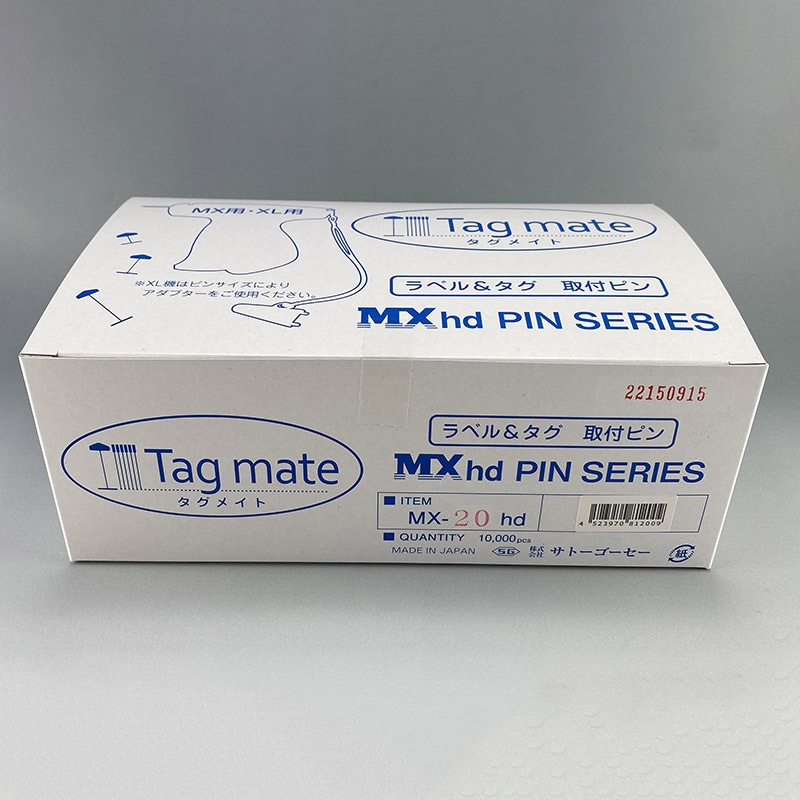 MX用・XL用
※XL機はピンサイズにより
アダプターをご使用ください。
Tag mate
タグメイト
ラベル&タグ 取付ピン
MXhd PIN SERIES
22150915
Tag mate
タグメイト
ラベル&タグ 取付ピン
MXhd PIN SERIES
■ ITEM
MX-20 hd
4 523970 812009
■ QUANTITY 10,000pcs
MADE IN JAPAN SG 株式会社 サトーゴーセー
紙